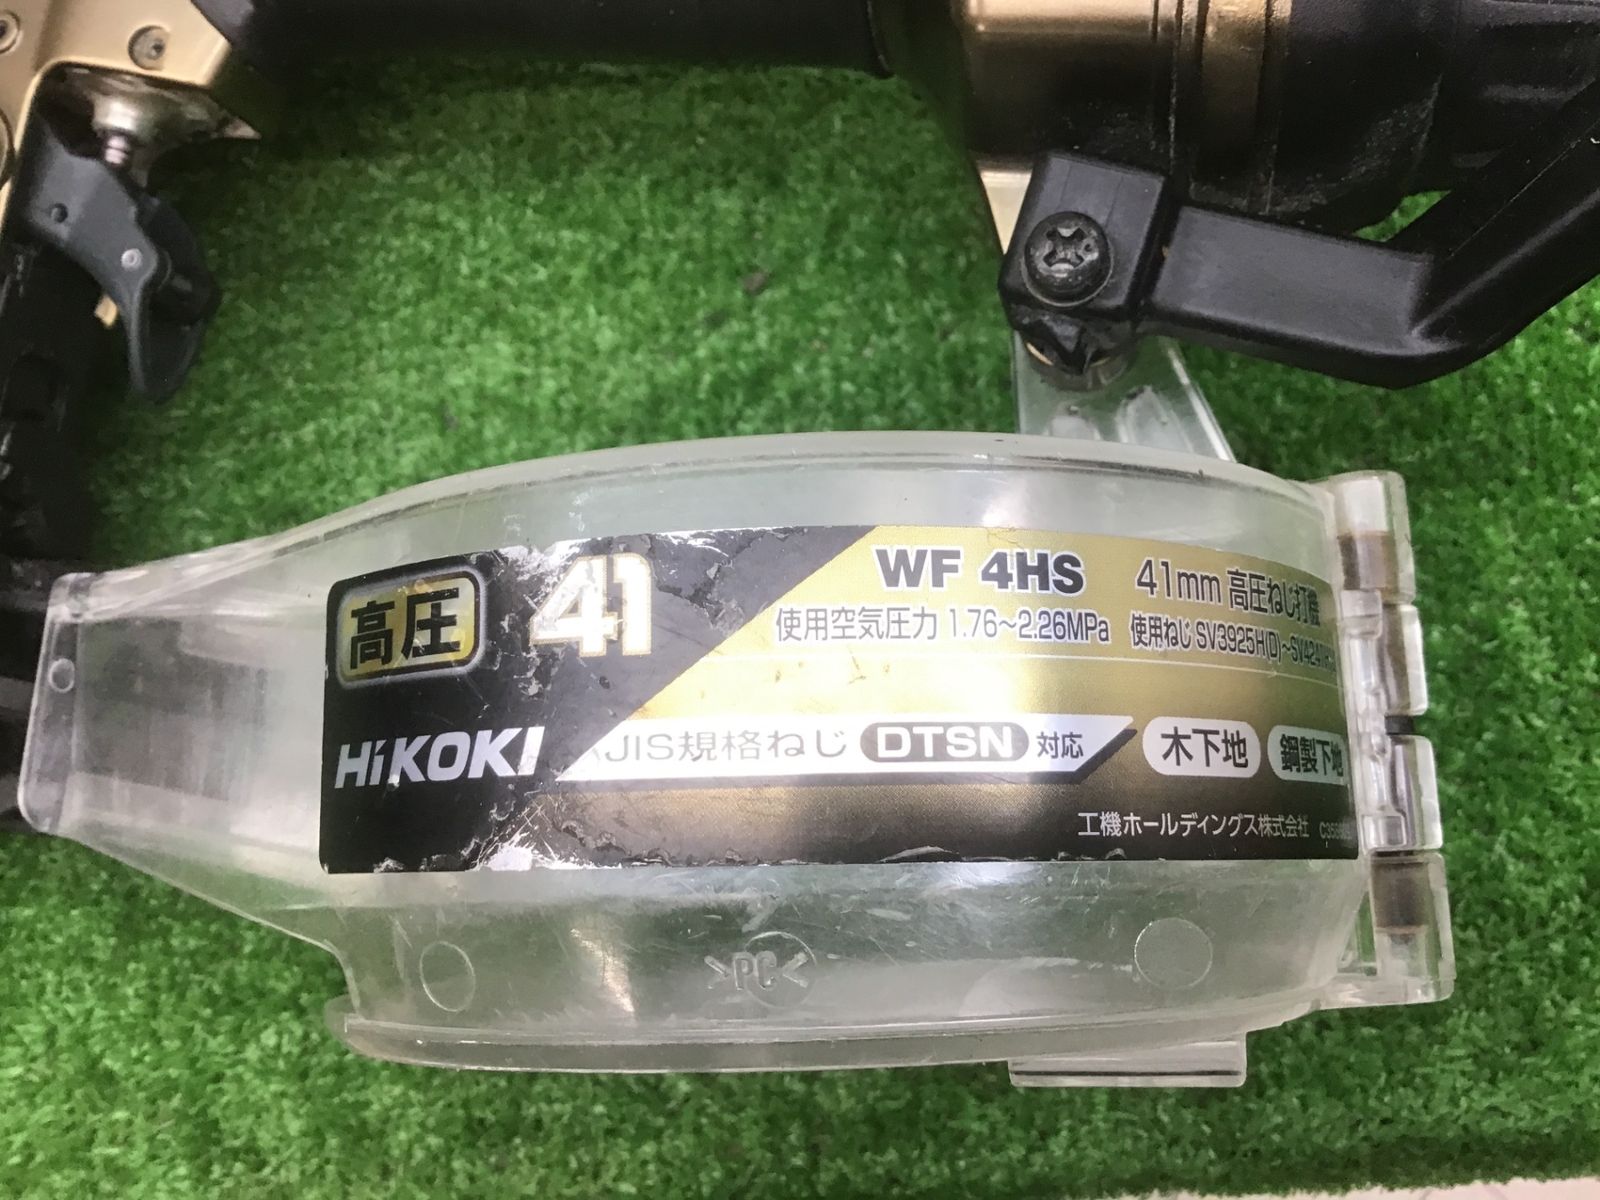 高圧 41
WF 4HS 41mm 高圧ねじ打機
使用空気圧力 1.76～2.26MPa 使用ねじ SV3925H(D)～
HiKOKI JIS規格ねじ DTSN 対応 木下地 鋼製下地
工機ホールディングス株式会社
>PC<